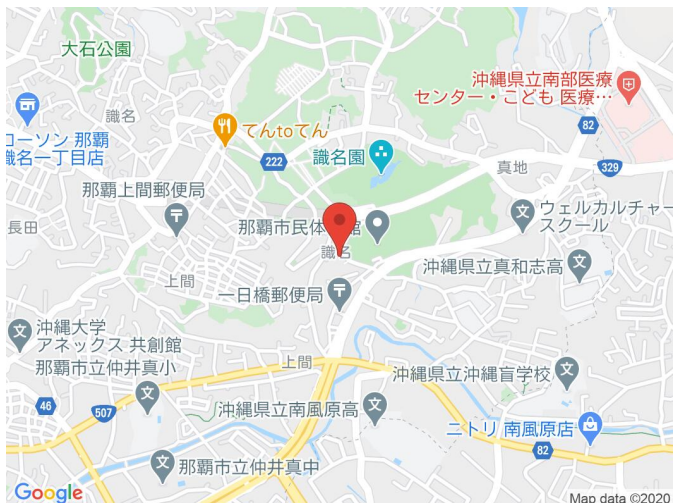 大石公園
沖縄県立南部医療
センター・こども 医療…
識名
ローソン 那覇
識名一丁目店
てんtoてん
82
222
識名園
真地
329
那覇上間郵便局
長田
ウェルカルチャー
スクール
那覇市民体
館
識名
上間
沖縄県立真和志高
一日橋郵便局
沖縄大学
アネックス 共創館
上間
那覇市立仲井真小
沖縄県立沖縄盲学校
46
507
沖縄県立南風原高
ニトリ 南風原店
82
那覇市立仲井真中
Google
Map data ©2020